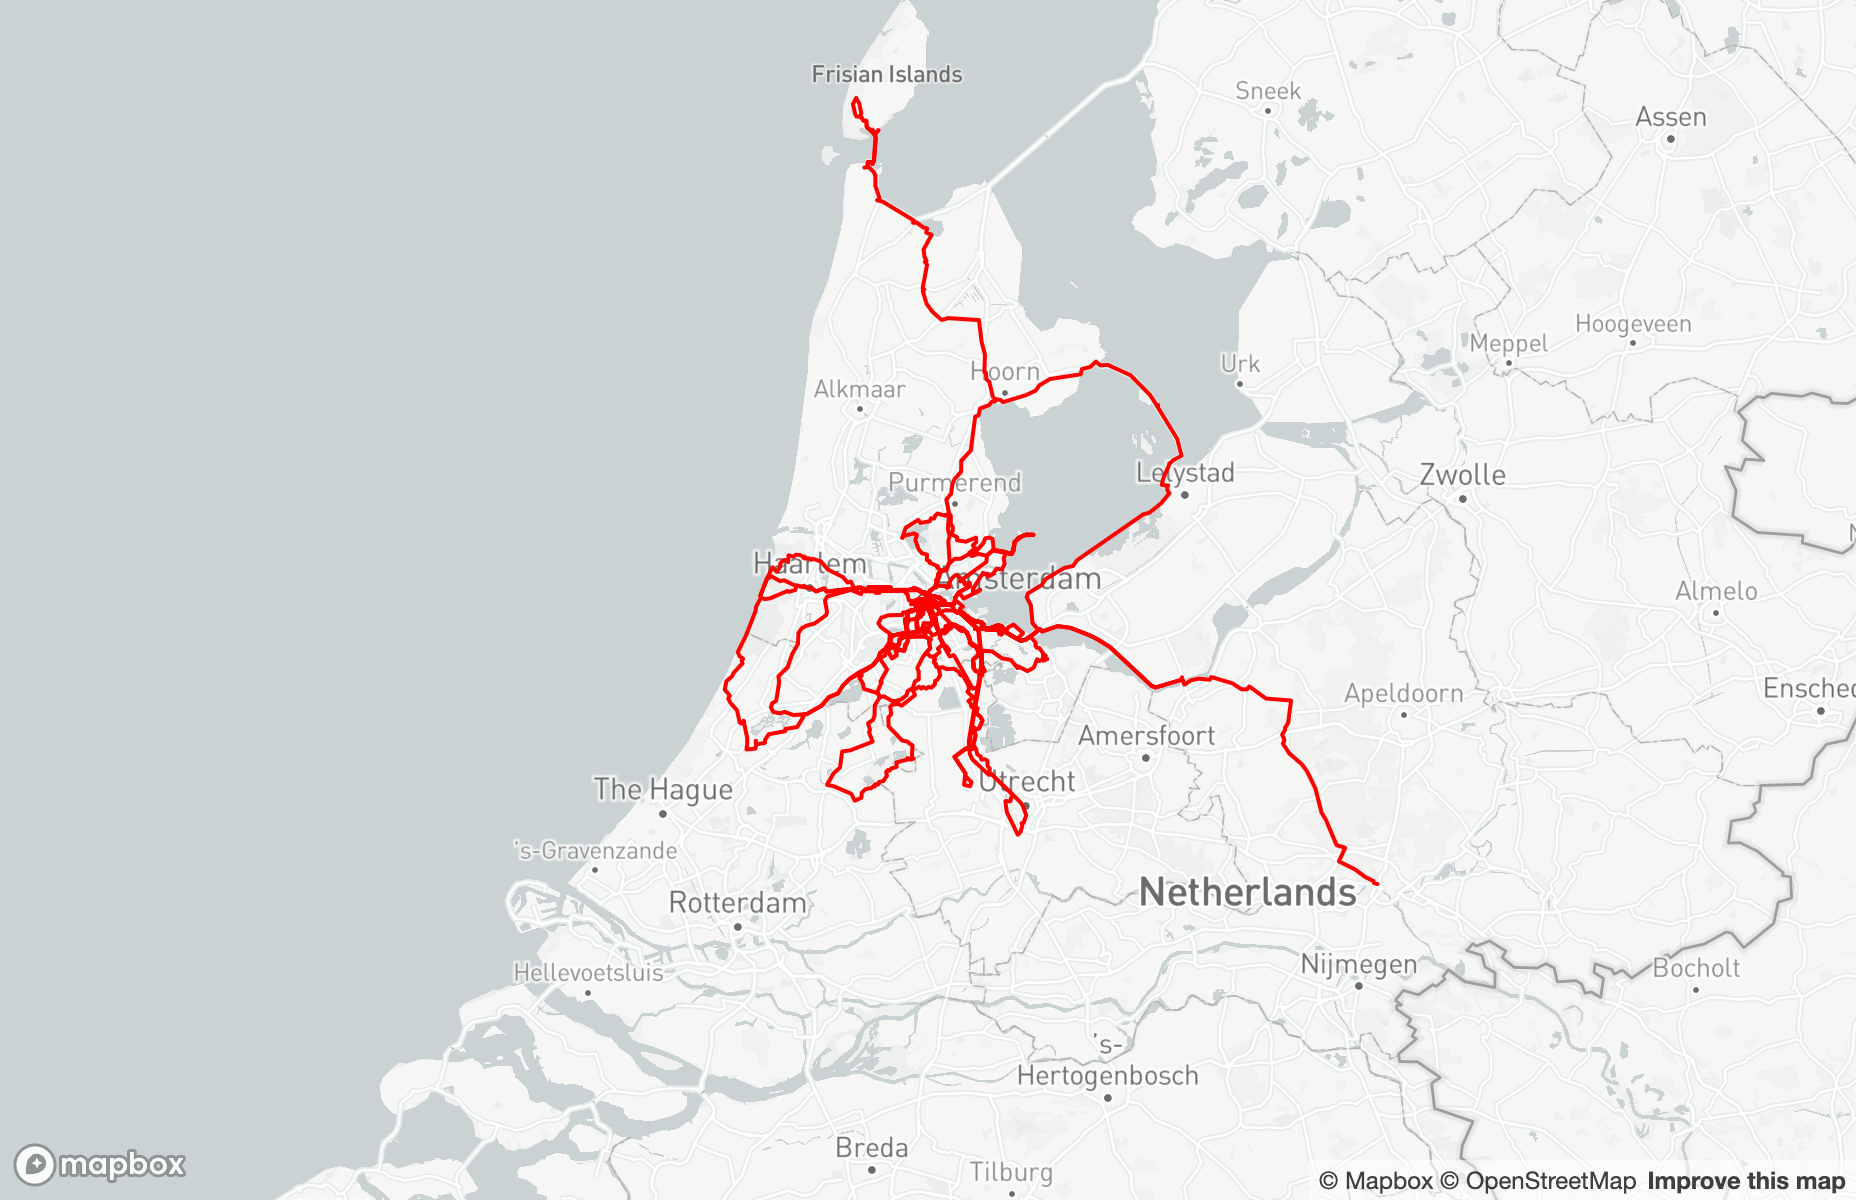 Frisian Islands
Sneek
Assen
Hoogeveen
Meppel
Urk
Hoorn
Alkmaar
Lelystad
Zwolle
Purmerend
Haarlem
Amsterdam
Almelo
Apeldoorn
Ensched
Amersfoort
Utrecht
The Hague
's-Gravenzande
Netherlands
Rotterdam
Nijmegen
Bocholt
Hellevoetsluis
's-
Hertogenbosch
Breda
Tilburg
mapbox
© Mapbox © OpenStreetMap Improve this map